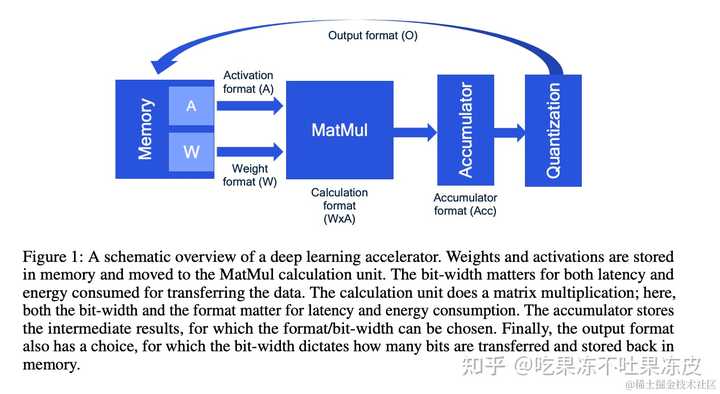 Output format (O)
Activation
format (A)
Memory
A
W
Weight
format (W)
MatMul
Calculation
format
(WxA)
Accumulator
Accumulator
format (Acc)
Quantization
Figure 1: A schematic overview of a deep learning accelerator. Weights and activations are stored
in memory and moved to the MatMul calculation unit. The bit-width matters for both latency and
energy consumed for transferring the data. The calculation unit does a matrix multiplication; here,
both the bit-width and the format matter for latency and energy consumption. The accumulator stores
the intermediate results, for which the format/bit-width can be chosen. Finally, the output format
also has a choice, for which the bit-width dictates how many bits are transferred and stored back in
memory.
知乎 @吃果冻不吐果冻皮
@稀土掘金技术社区